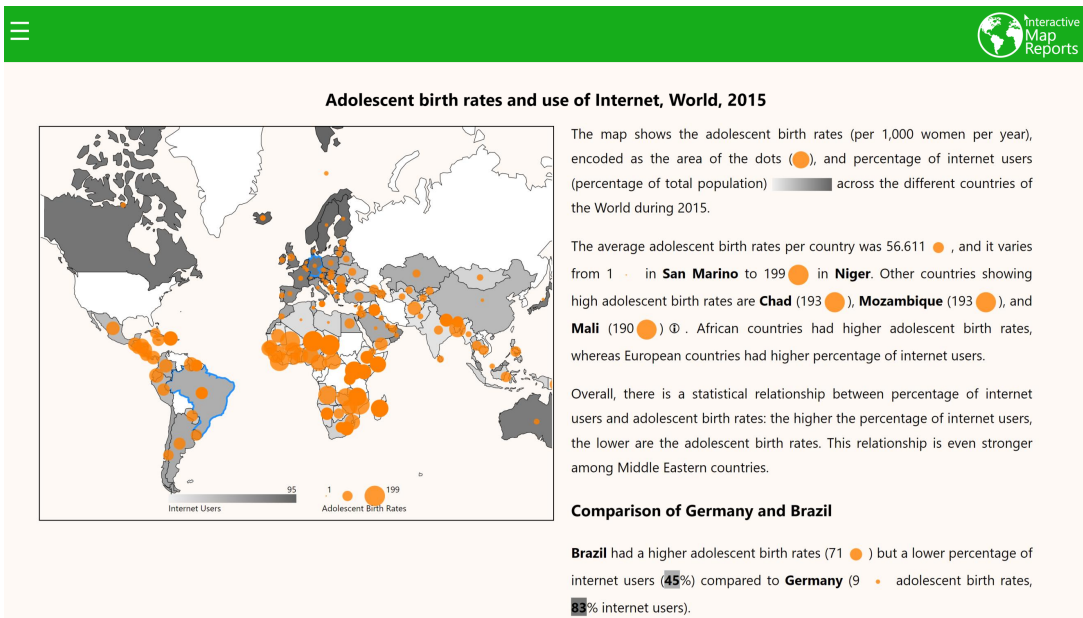 Interactive
Map
Reports
Adolescent birth rates and use of Internet, World, 2015
95
Internet Users
1
199
Adolescent Birth Rates
The map shows the adolescent birth rates (per 1,000 women per year),
encoded as the area of the dots ( ), and percentage of internet users
(percentage of total population) across the different countries of
the World during 2015.
The average adolescent birth rates per country was 56.611 , and it varies
from 1 in San Marino to 199 in Niger. Other countries showing
high adolescent birth rates are Chad (193 ), Mozambique (193 ), and
Mali (190 ) 🛈 . African countries had higher adolescent birth rates,
whereas European countries had higher percentage of internet users.
Overall, there is a statistical relationship between percentage of internet
users and adolescent birth rates: the higher the percentage of internet users,
the lower are the adolescent birth rates. This relationship is even stronger
among Middle Eastern countries.
Comparison of Germany and Brazil
Brazil had a higher adolescent birth rates (71 ) but a lower percentage of
internet users (45%) compared to Germany (9 adolescent birth rates,
83% internet users).